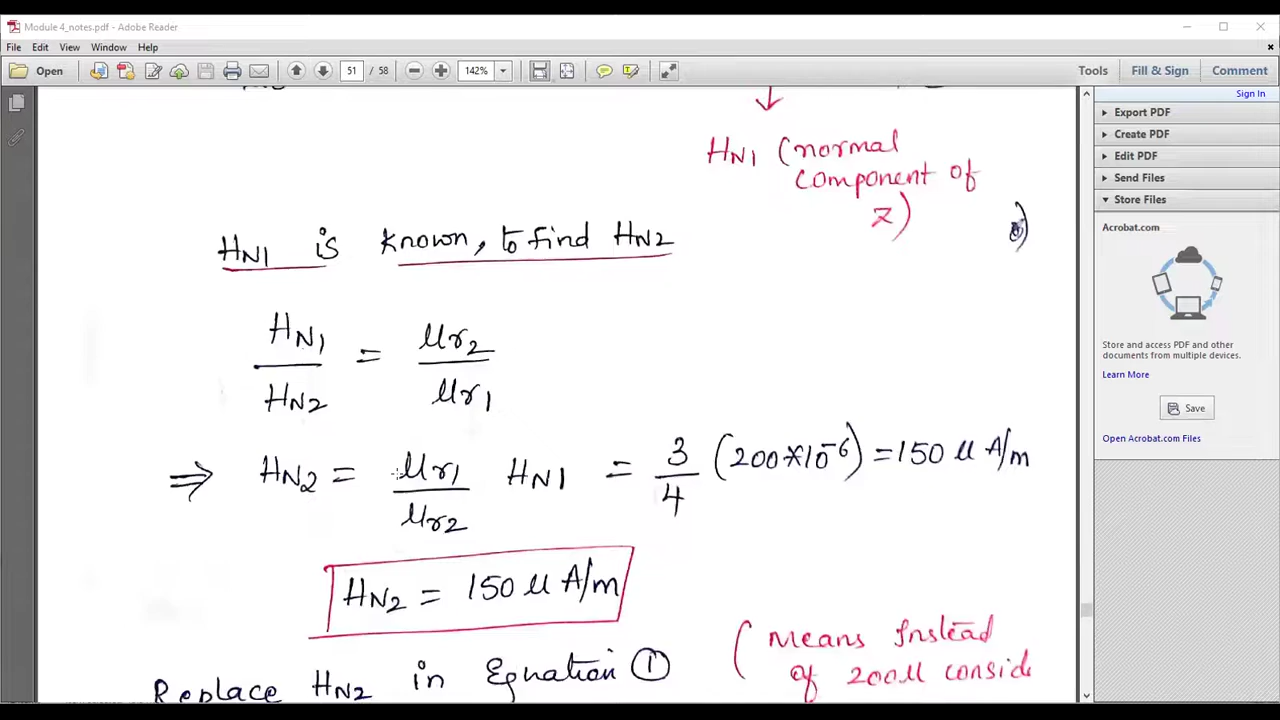 Module 4_notes.pdf - Adobe Reader
File Edit View Window Help
Open 51 / 58 142% Tools Fill & Sign Comment
Sign In
Export PDF
Create PDF
Edit PDF
Send Files
Store Files
Acrobat.com
Store and access PDF and other
documents from multiple devices.
Learn More
Save
Open Acrobat.com Files
HN1 (normal
component of
z)
HN1 is known, to find HN2
HN1 / HN2 = μr2 / μr1
⇒ HN2 = μr1 / μr2 HN1 = 3/4 (200*10^-6) = 150 μ A/m
HN2 = 150 μ A/m
Replace HN2 in Equation ①
(Means Instead
of 200μ conside